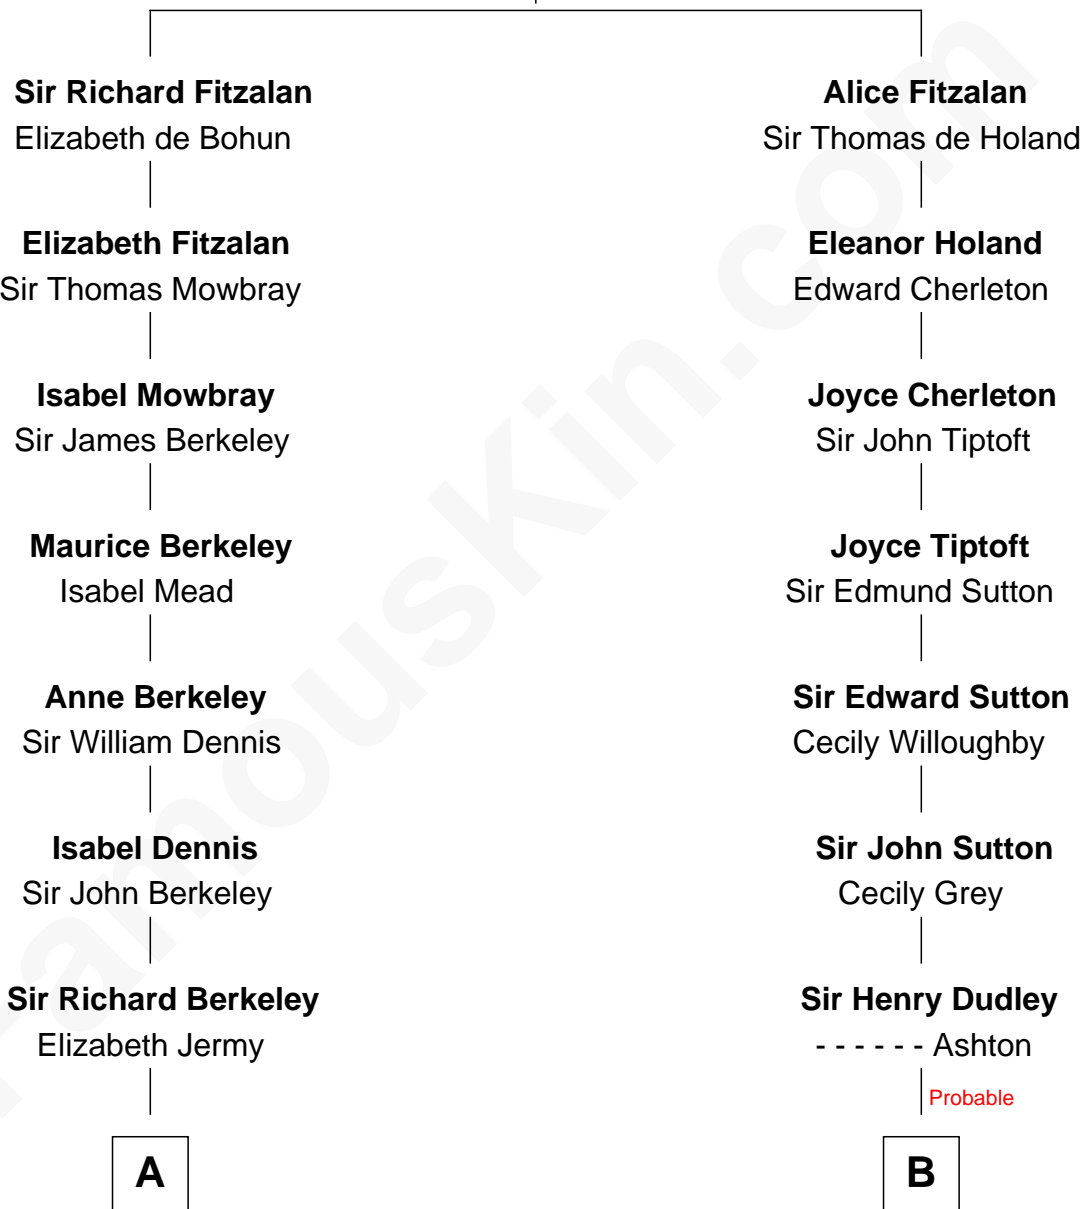 Sir Richard Fitzalan
Elizabeth de Bohun
Alice Fitzalan
Sir Thomas de Holand
Elizabeth Fitzalan
Sir Thomas Mowbray
Eleanor Holand
Edward Cherleton
Isabel Mowbray
Sir James Berkeley
Joyce Cherleton
Sir John Tiptoft
Maurice Berkeley
Isabel Mead
Joyce Tiptoft
Sir Edmund Sutton
Anne Berkeley
Sir William Dennis
Sir Edward Sutton
Cecily Willoughby
Isabel Dennis
Sir John Berkeley
Sir John Sutton
Cecily Grey
Sir Richard Berkeley
Elizabeth Jermy
Sir Henry Dudley
- - - - - - Ashton
Probable
A
B
FamousKin.com